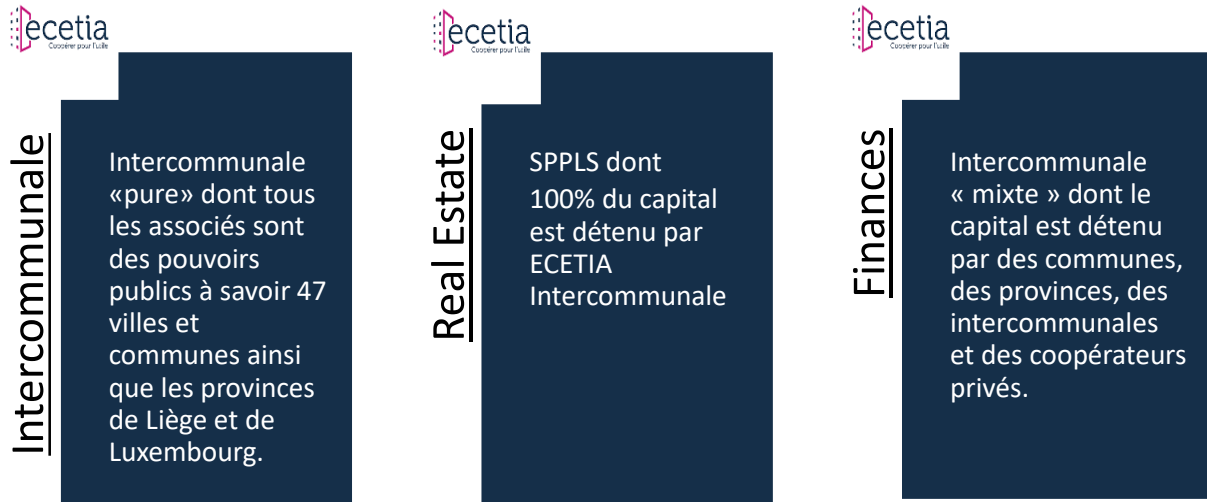 ecetia
Coopérer pour l'utile
Intercommunale
Intercommunale
«pure» dont tous
les associés sont
des pouvoirs
publics à savoir 47
villes et
communes ainsi
que les provinces
de Liège et de
Luxembourg.
ecetia
Coopérer pour l'utile
Real Estate
SPPLS dont
100% du capital
est détenu par
ECETIA
Intercommunale
ecetia
Coopérer pour l'utile
Finances
Intercommunale
« mixte » dont le
capital est détenu
par des communes,
des provinces, des
intercommunales
et des coopérateurs
privés.